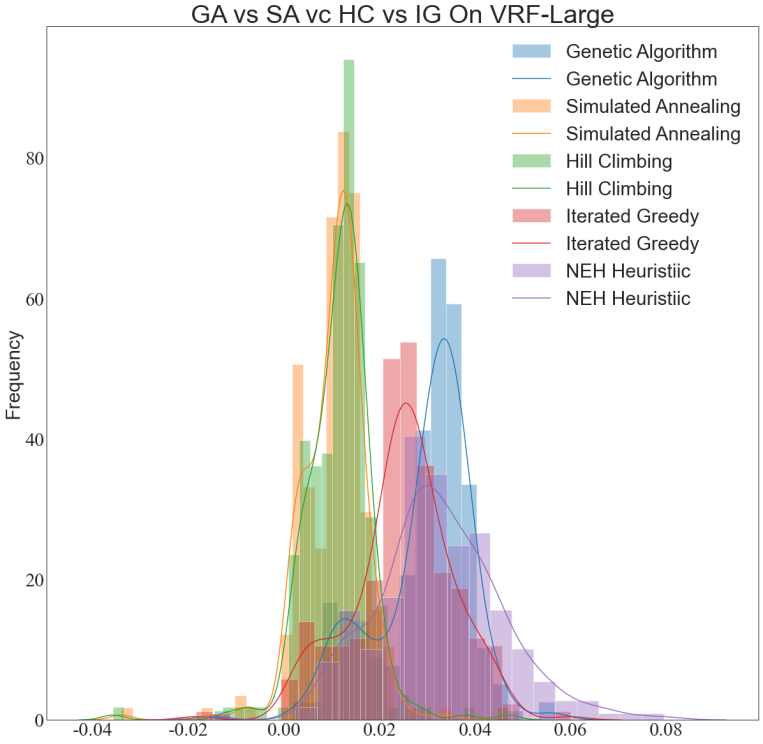 GA vs SA vc HC vs IG On VRF-Large
Genetic Algorithm
Genetic Algorithm
Simulated Annealing
Simulated Annealing
Hill Climbing
Hill Climbing
Iterated Greedy
Iterated Greedy
NEH Heuristiic
NEH Heuristiic
Frequency
80
60
40
20
0
-0.04 -0.02 0.00 0.02 0.04 0.06 0.08